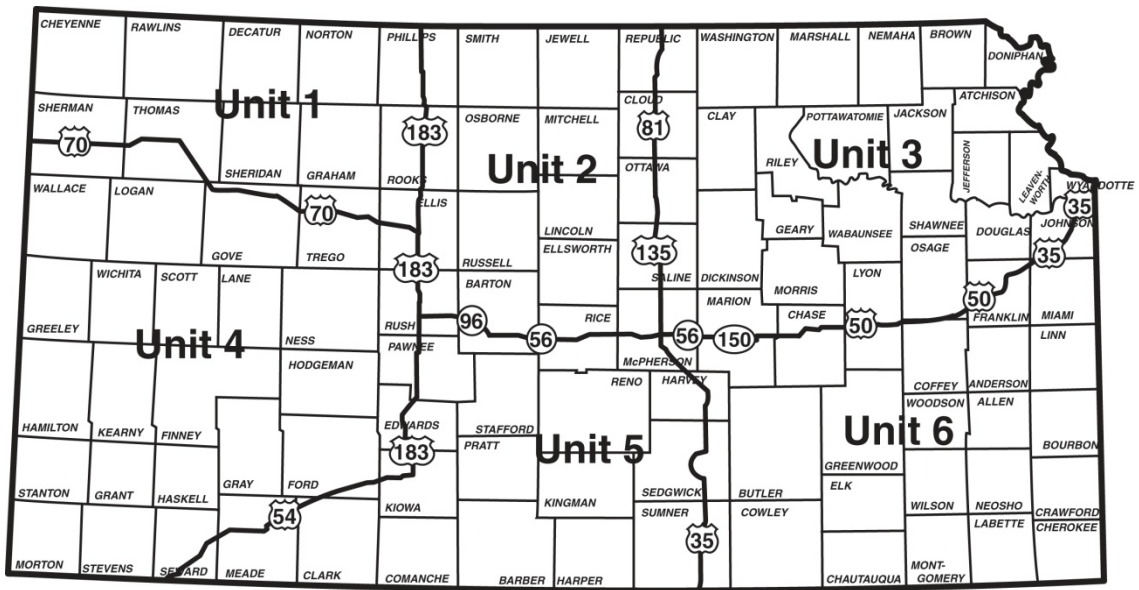 CHEYENNE
RAWLINS
DECATUR
NORTON
PHILLIPS
SMITH
JEWELL
REPUBLIC
WASHINGTON
MARSHALL
NEMAHA
BROWN
DONIPHAN
SHERMAN
THOMAS
Unit 1
183
OSBORNE
MITCHELL
CLOUD
81
CLAY
POTTAWATOMIE
JACKSON
ATCHISON
70
SHERIDAN
GRAHAM
ROOKS
Unit 2
OTTAWA
RILEY
Unit 3
JEFFERSON
LEAVEN-
WORTH
WYANDOTTE
35
WALLACE
LOGAN
70
ELLIS
LINCOLN
GEARY
WABAUNSEE
SHAWNEE
DOUGLAS
JOHNSON
GOVE
TREGO
183
RUSSELL
ELLSWORTH
135
SALINE
DICKINSON
MORRIS
LYON
OSAGE
35
WICHITA
SCOTT
LANE
BARTON
GREELEY
Unit 4
NESS
RUSH
96
56
RICE
56
MARION
150
CHASE
50
50
FRANKLIN
MIAMI
HODGEMAN
PAWNEE
McPHERSON
LINN
HAMILTON
KEARNY
FINNEY
EDWARDS
STAFFORD
RENO
HARVEY
COFFEY
ANDERSON
183
PRATT
Unit 5
Unit 6
WOODSON
ALLEN
BOURBON
STANTON
GRANT
HASKELL
GRAY
FORD
KIOWA
KINGMAN
SEDGWICK
BUTLER
GREENWOOD
ELK
WILSON
NEOSHO
CRAWFORD
54
SUMNER
35
COWLEY
LABETTE
CHEROKEE
MORTON
STEVENS
SEWARD
MEADE
CLARK
COMANCHE
BARBER
HARPER
CHAUTAUQUA
MONT-
GOMERY